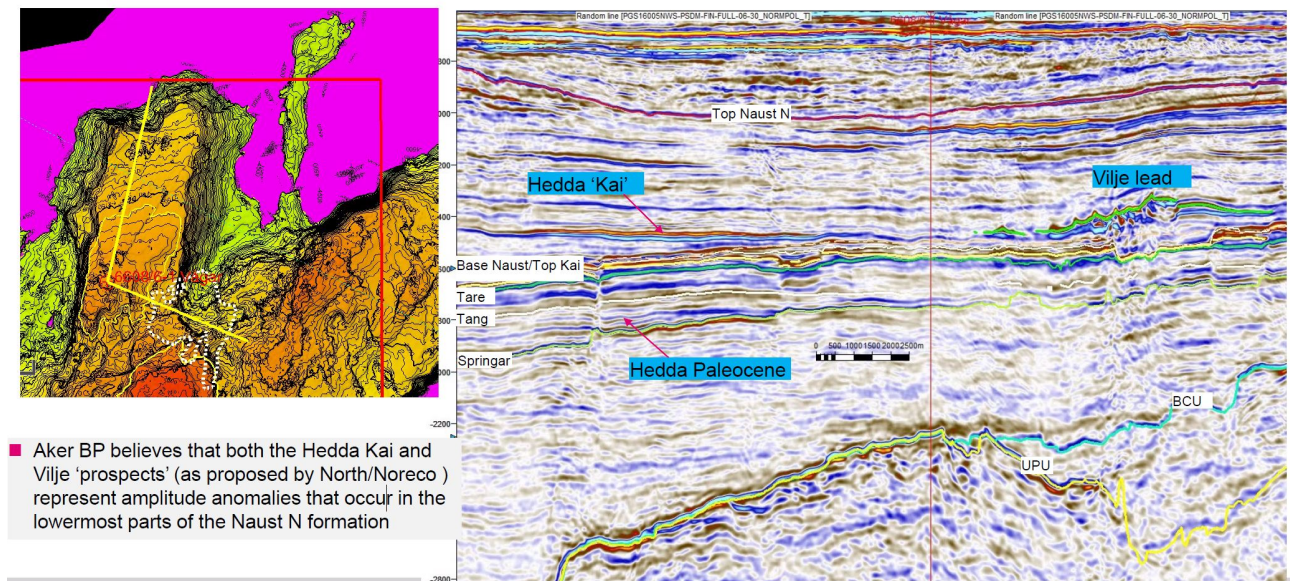 Random line [PGS16005NWS-PSDM-FIN-FULL-06-30_NORMPOL_T]
Random line [PGS16005NWS-PSDM-FIN-FULL-06-30_NORMPOL_T]
Top Naust N
Hedda ‘Kai’
Vilje lead
Base Naust/Top Kai
Tare
Tang
Springar
Hedda Paleocene
0 500 1000 1500 2000 2500m
BCU
UPU
-2200
-2800
Aker BP believes that both the Hedda Kai and
Vilje ‘prospects’ (as proposed by North/Noreco )
represent amplitude anomalies that occur in the
lowermost parts of the Naust N formation